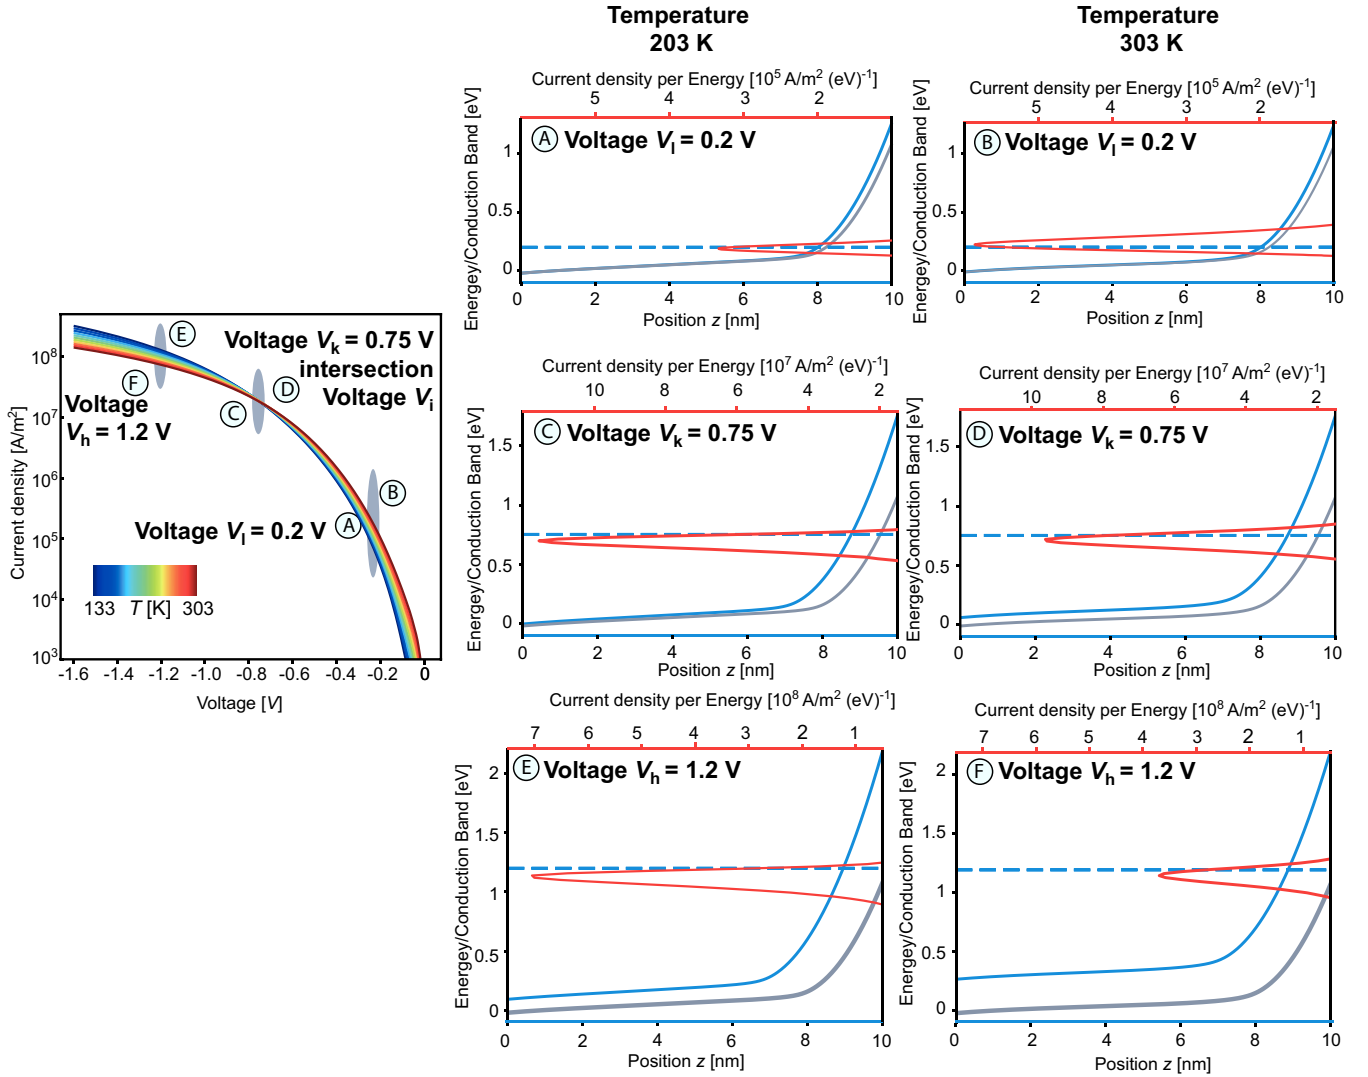 Temperature
203 K
Temperature
303 K
Current density per Energy [10⁵ A/m² (eV)⁻¹]
5 4 3 2
Energey/Conduction Band [eV]
1
0.5
0
A Voltage Vₗ = 0.2 V
0 2 4 6 8 10
Position z [nm]
Current density per Energy [10⁵ A/m² (eV)⁻¹]
5 4 3 2
Energey/Conduction Band [eV]
1
0.5
0
B Voltage Vₗ = 0.2 V
0 2 4 6 8 10
Position z [nm]
Current density [A/m²]
10⁸
10⁷
10⁶
10⁵
10⁴
10³
E
Voltage Vₖ = 0.75 V
intersection
Voltage Vᵢ
F
D
C
Voltage
Vₕ = 1.2 V
B
Voltage Vₗ = 0.2 V
A
133 T [K] 303
-1.6 -1.4 -1.2 -1.0 -0.8 -0.6 -0.4 -0.2 0
Voltage [V]
Current density per Energy [10⁷ A/m² (eV)⁻¹]
10 8 6 4 2
Energey/Conduction Band [eV]
1.5
1
0.5
0
C Voltage Vₖ = 0.75 V
0 2 4 6 8 10
Position z [nm]
Current density per Energy [10⁷ A/m² (eV)⁻¹]
10 8 6 4 2
Energey/Conduction Band [eV]
1.5
1
0.5
0
D Voltage Vₖ = 0.75 V
0 2 4 6 8 10
Position z [nm]
Current density per Energy [10⁸ A/m² (eV)⁻¹]
7 6 5 4 3 2 1
Energey/Conduction Band [eV]
2
1.5
1
0.5
0
E Voltage Vₕ = 1.2 V
0 2 4 6 8 10
Position z [nm]
Current density per Energy [10⁸ A/m² (eV)⁻¹]
7 6 5 4 3 2 1
Energey/Conduction Band [eV]
2
1.5
1
0.5
0
F Voltage Vₕ = 1.2 V
0 2 4 6 8 10
Position z [nm]